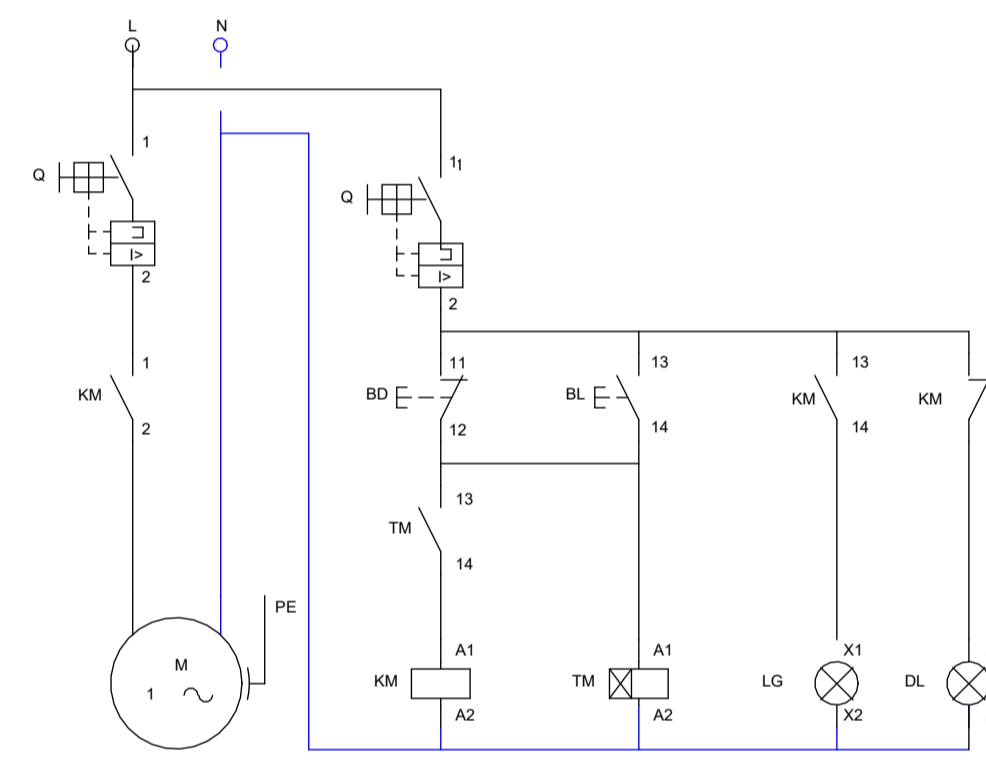 L N
1
1 1
Q
Q
I>
2
I>
2
1 11 13 13
KM BD BL KM KM
2 12 14 14
13
TM
14
PE
A1 A1 X1
M
1
KM TM LG DL
A2 A2 X2